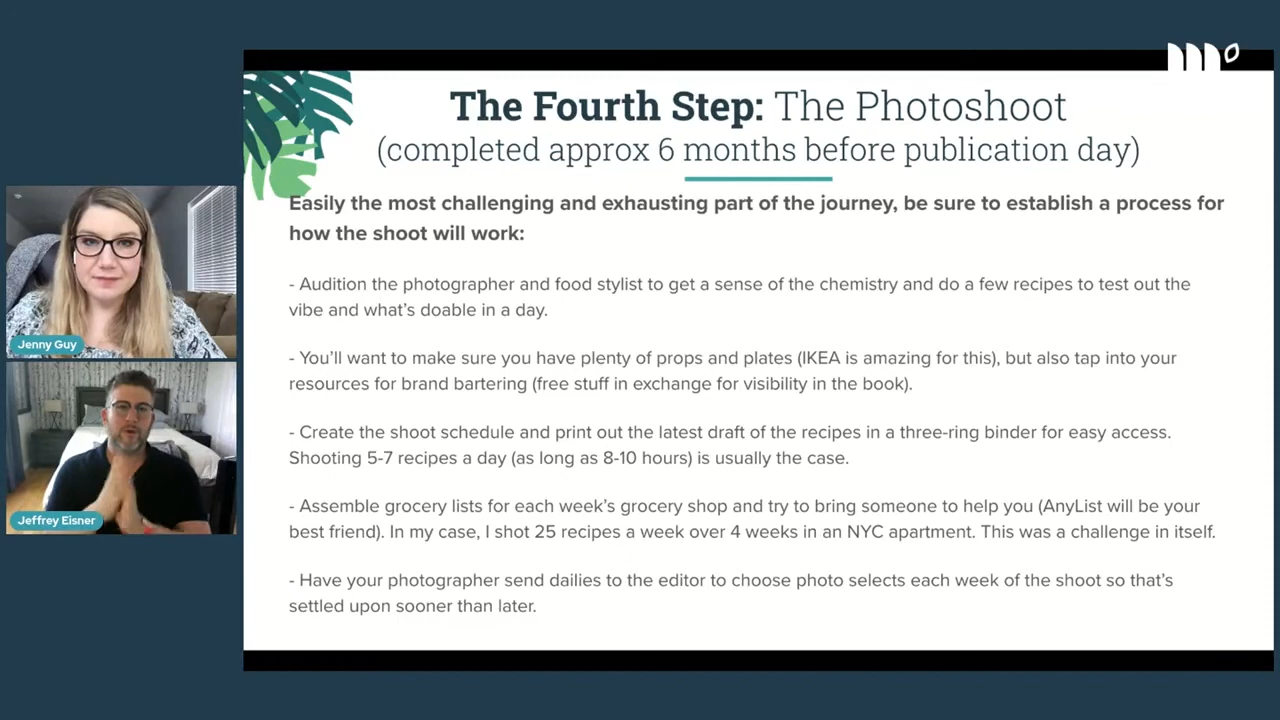 The Fourth Step: The Photoshoot
(completed approx 6 months before publication day)
Easily the most challenging and exhausting part of the journey, be sure to establish a process for
how the shoot will work:
- Audition the photographer and food stylist to get a sense of the chemistry and do a few recipes to test out the
vibe and what’s doable in a day.
- You’ll want to make sure you have plenty of props and plates (IKEA is amazing for this), but also tap into your
resources for brand bartering (free stuff in exchange for visibility in the book).
- Create the shoot schedule and print out the latest draft of the recipes in a three-ring binder for easy access.
Shooting 5-7 recipes a day (as long as 8-10 hours) is usually the case.
- Assemble grocery lists for each week’s grocery shop and try to bring someone to help you (AnyList will be your
best friend). In my case, I shot 25 recipes a week over 4 weeks in an NYC apartment. This was a challenge in itself.
- Have your photographer send dailies to the editor to choose photo selects each week of the shoot so that’s
settled upon sooner than later.
Jenny Guy
Jeffrey Eisner